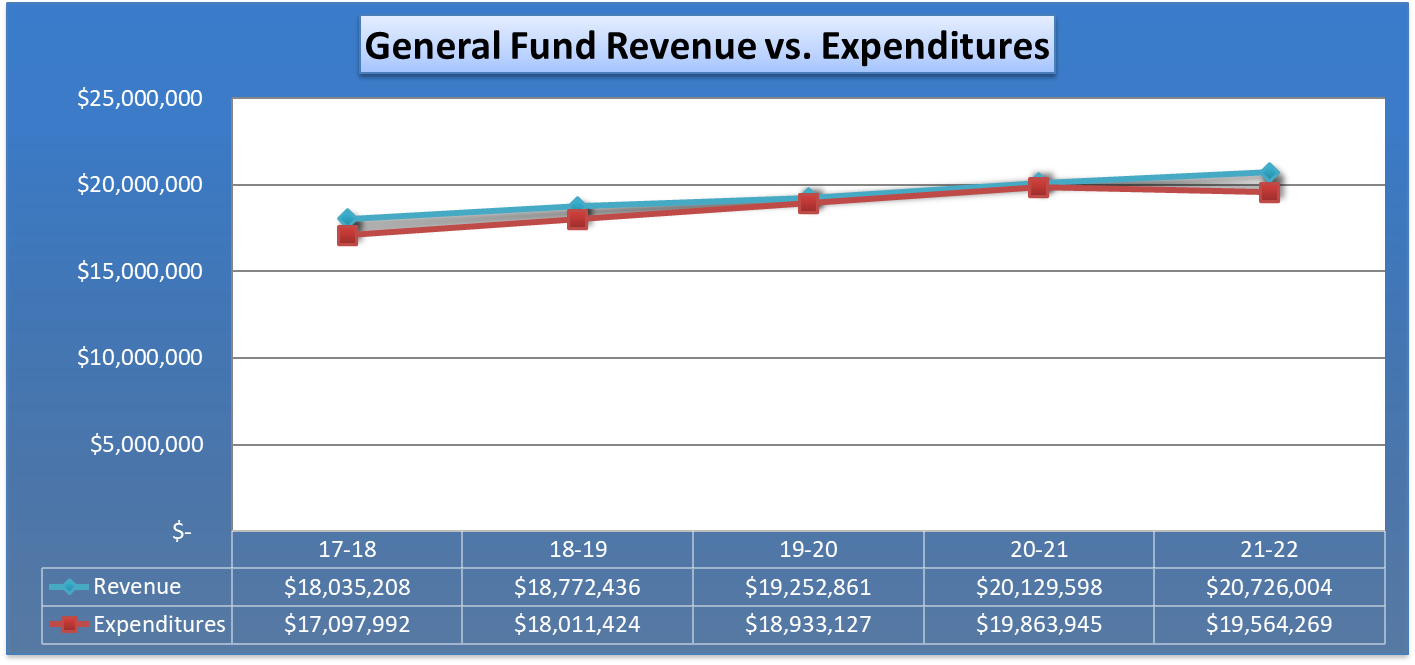 General Fund Revenue vs. Expenditures
$25,000,000
$20,000,000
$15,000,000
$10,000,000
$5,000,000
$-
17-18 18-19 19-20 20-21 21-22
Revenue $18,035,208 $18,772,436 $19,252,861 $20,129,598 $20,726,004
Expenditures $17,097,992 $18,011,424 $18,933,127 $19,863,945 $19,564,269